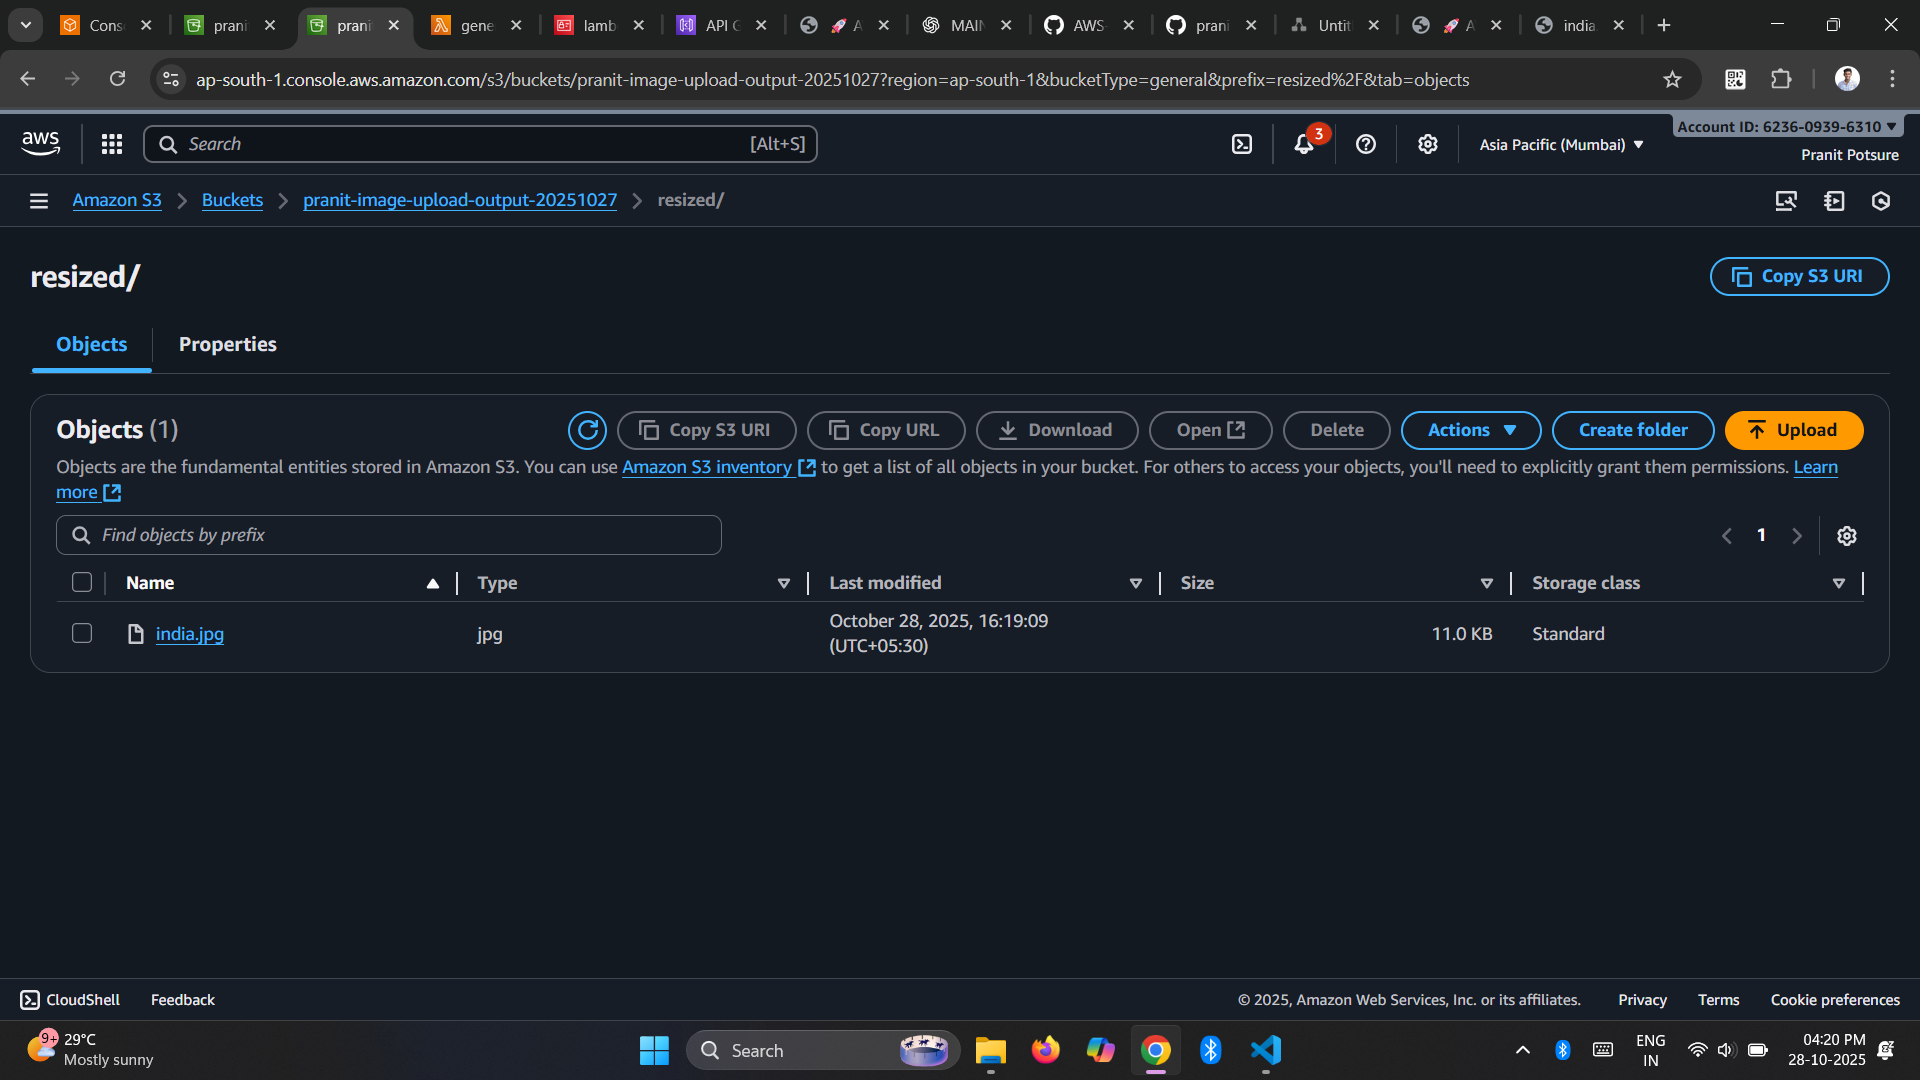 Cons
prani
prani
gene
lamb
API G
🚀 A
MAIN
AWS-
prani
Untit
🚀 A
india.
ap-south-1.console.aws.amazon.com/s3/buckets/pranit-image-upload-output-20251027?region=ap-south-1&bucketType=general&prefix=resized%2F&tab=objects
aws
Search
[Alt+S]
3
Asia Pacific (Mumbai)
Account ID: 6236-0939-6310
Pranit Potsure
Amazon S3
Buckets
pranit-image-upload-output-20251027
resized/
resized/
Copy S3 URI
Objects
Properties
Objects (1)
Copy S3 URI
Copy URL
Download
Open
Delete
Actions
Create folder
Upload
Objects are the fundamental entities stored in Amazon S3. You can use Amazon S3 inventory to get a list of all objects in your bucket. For others to access your objects, you'll need to explicitly grant them permissions. Learn
more
Find objects by prefix
1
Name
Type
Last modified
Size
Storage class
india.jpg
jpg
October 28, 2025, 16:19:09
(UTC+05:30)
11.0 KB
Standard
CloudShell
Feedback
© 2025, Amazon Web Services, Inc. or its affiliates.
Privacy
Terms
Cookie preferences
9+
29°C
Mostly sunny
Search
ENG
IN
04:20 PM
28-10-2025